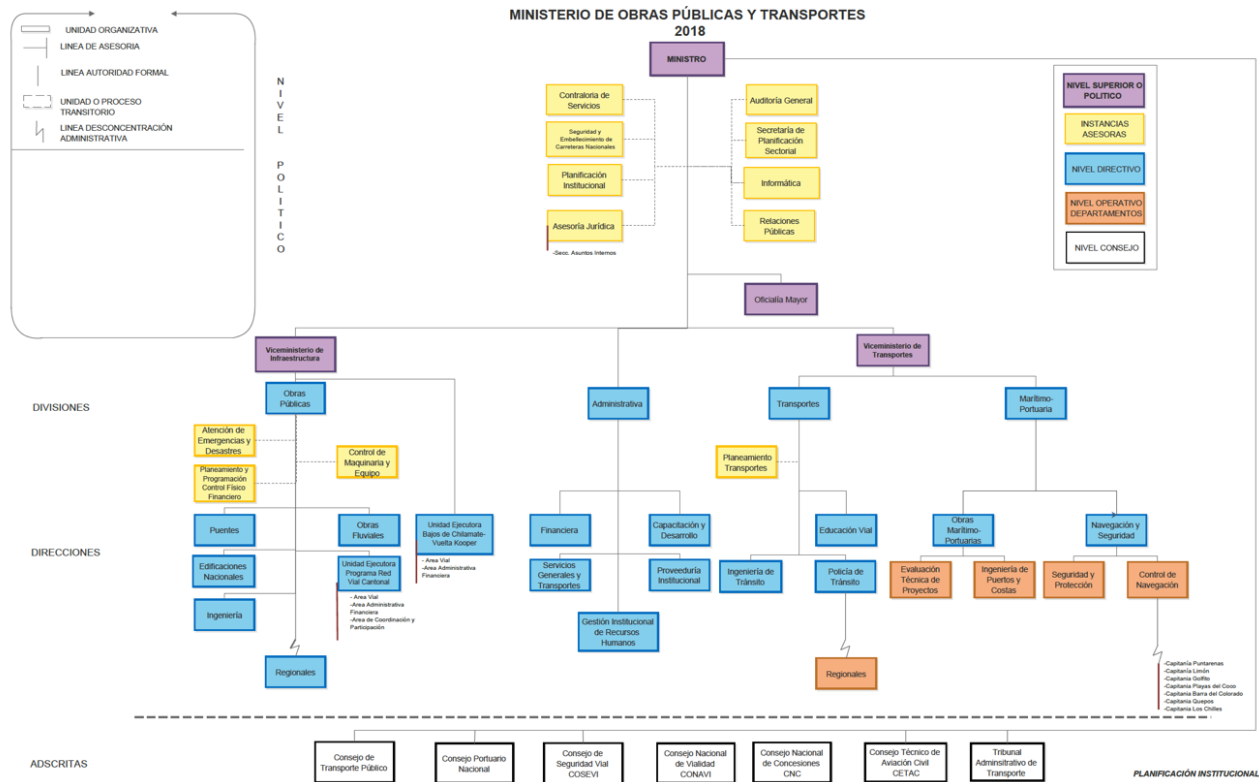 MINISTERIO DE OBRAS PÚBLICAS Y TRANSPORTES
2018
UNIDAD ORGANIZATIVA
LINEA DE ASESORIA
LINEA AUTORIDAD FORMAL
UNIDAD O PROCESO
TRANSITORIO
LINEA DESCONCENTRACIÓN
ADMINISTRATIVA
NIVEL POLITICO
MINISTRO
Contraloria de
Servicios
Seguridad y
Embellecimiento de
Carreteras Nacionales
Planificación
Institucional
Asesoría Jurídica
-Secc. Asuntos Internos
Auditoría General
Secretaría de
Planificación
Sectorial
Informática
Relaciones
Públicas
Oficialía Mayor
NIVEL SUPERIOR O
POLITICO
INSTANCIAS
ASESORAS
NIVEL DIRECTIVO
NIVEL OPERATIVO
DEPARTAMENTOS
NIVEL CONSEJO
Viceministerio de
Infraestructura
Viceministerio de
Transportes
DIVISIONES
Obras
Públicas
Administrativa
Transportes
Marítimo-
Portuaria
Atención de
Emergencias y
Desastres
Planeamiento y
Programación
Control Físico
Financiero
Control de
Maquinaria y
Equipo
Planeamiento
Transportes
DIRECCIONES
Puentes
Obras
Fluviales
Unidad Ejecutora
Bajos de Chilamate-
Vuelta Kooper
- Area Vial
-Area Administrativa
Financiera
Edificaciones
Nacionales
Unidad Ejecutora
Programa Red
Vial Cantonal
- Area Vial
- Area Administrativa
Financiera
-Area de Coordinación y
Participación
Ingeniería
Regionales
Financiera
Capacitación y
Desarrollo
Servicios
Generales y
Transportes
Proveeduría
Institucional
Gestión Institucional
de Recursos
Humanos
Educación Vial
Ingeniería de
Tránsito
Policía de
Tránsito
Regionales
Obras
Marítimo-
Portuarias
Navegación y
Seguridad
Evaluación
Técnica de
Proyectos
Ingeniería de
Puertos y
Costas
Seguridad y
Protección
Control de
Navegación
-Capitanía Puntarenas
-Capitanía Limón
-Capitanía Golfito
-Capitanía Playas del Coco
-Capitanía Barra del Colorado
-Capitanía Quepos
-Capitanía Los Chiles
ADSCRITAS
Consejo de
Transporte Público
Consejo Portuario
Nacional
Consejo de
Seguridad Vial
COSEVI
Consejo Nacional
de Vialidad
CONAVI
Consejo Nacional
de Concesiones
CNC
Consejo Técnico de
Aviación Civil
CETAC
Tribunal
Adminsitrativo de
Transporte
PLANIFICACIÓN INSTITUCIONAL